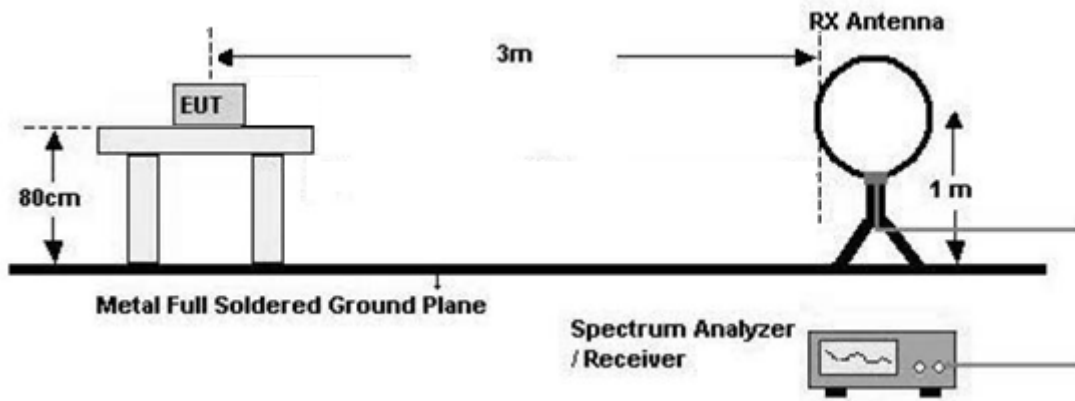 RX Antenna
3m
EUT
80cm
1 m
Metal Full Soldered Ground Plane
Spectrum Analyzer
/ Receiver